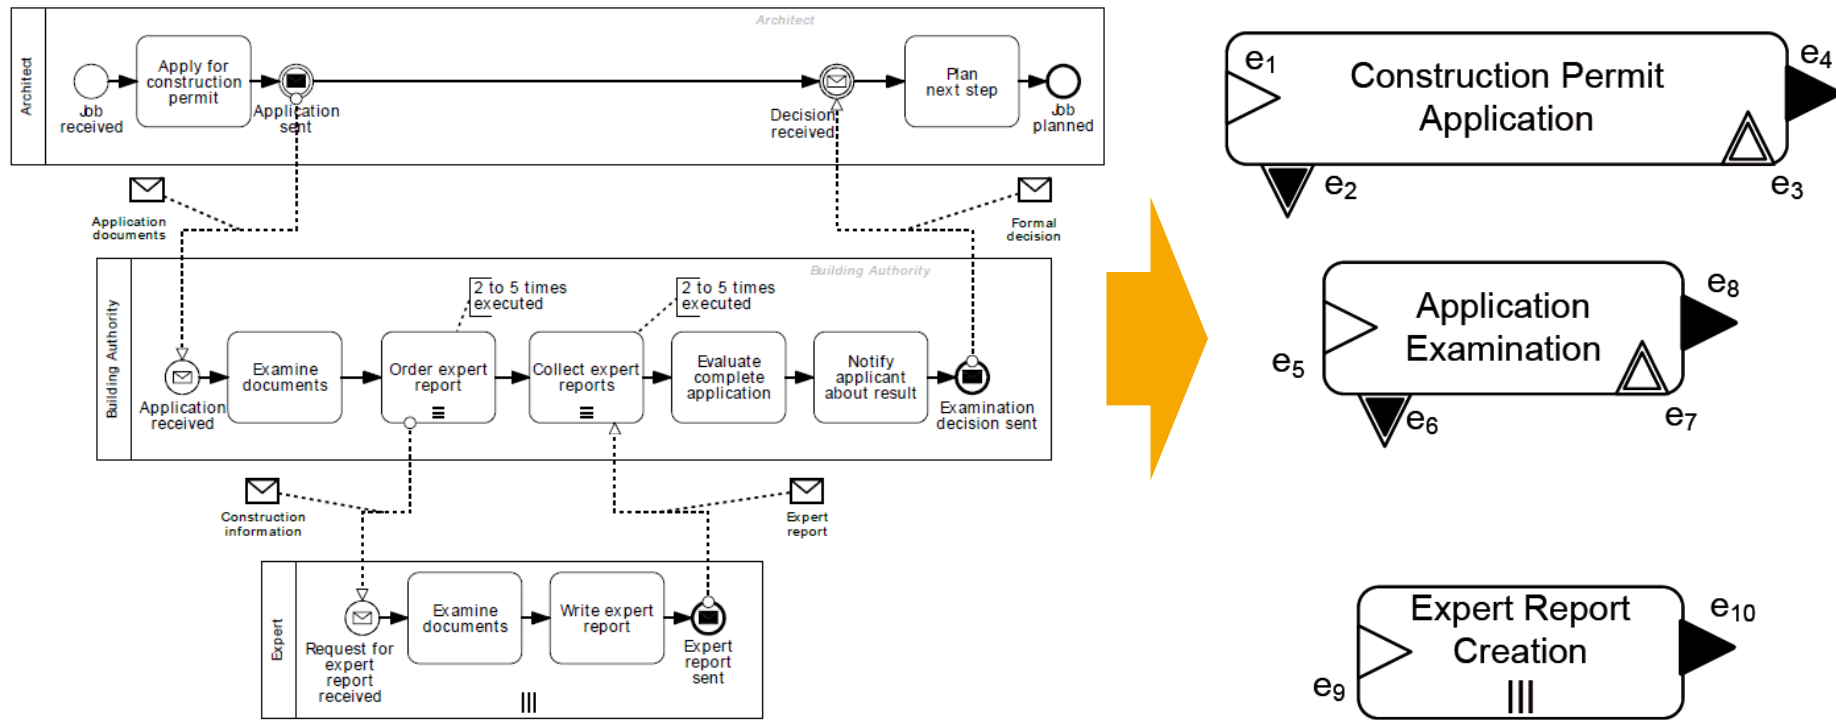 Architect
Architect
Job
received
Apply for
construction
permit
Application
sent
Decision
received
Plan
next step
Job
planned
Application
documents
Formal
decision
Building Authority
Building Authority
2 to 5 times
executed
2 to 5 times
executed
Application
received
Examine
documents
Order expert
report
Collect expert
reports
Evaluate
complete
application
Notify
applicant
about result
Examination
decision sent
Construction
information
Expert
report
Expert
Request for
expert
report
received
Examine
documents
Write expert
report
Expert
report
sent
e1
Construction Permit
Application
e4
e2
e3
Application
Examination
e8
e5
e6
e7
Expert Report
Creation
e10
e9